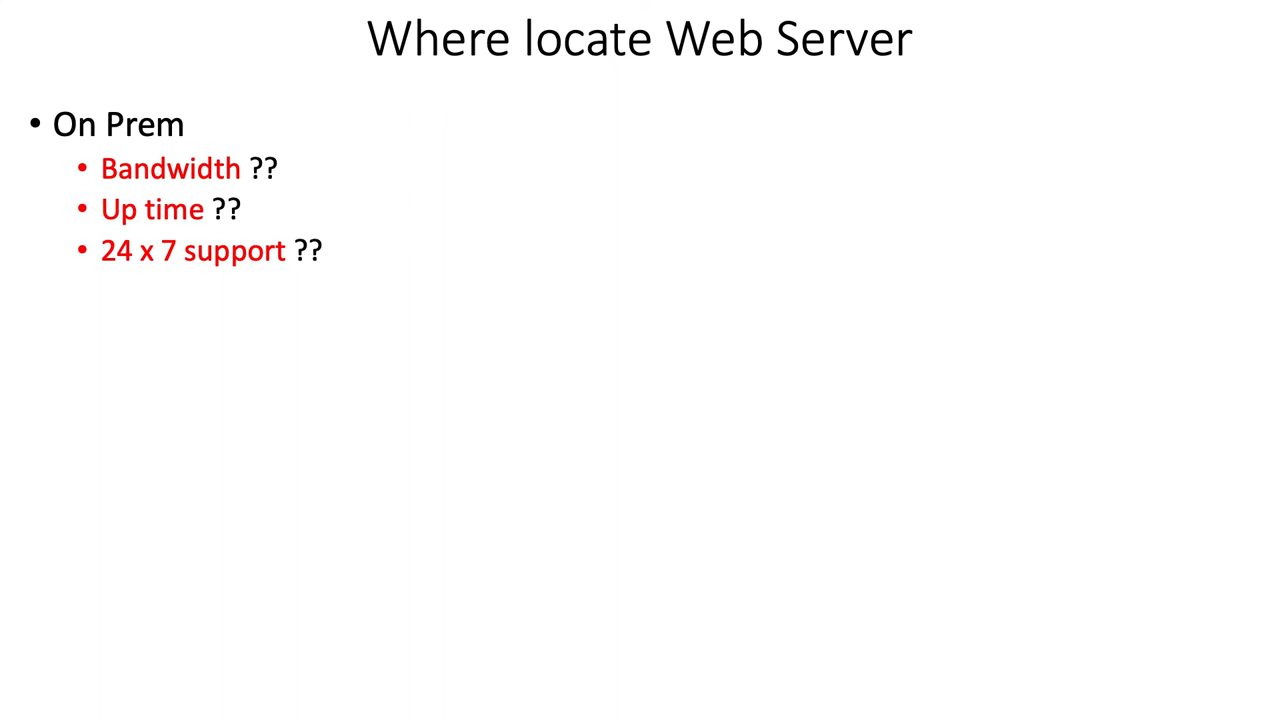 Where locate Web Server
• On Prem
• Bandwidth ??
• Up time ??
• 24 x 7 support ??